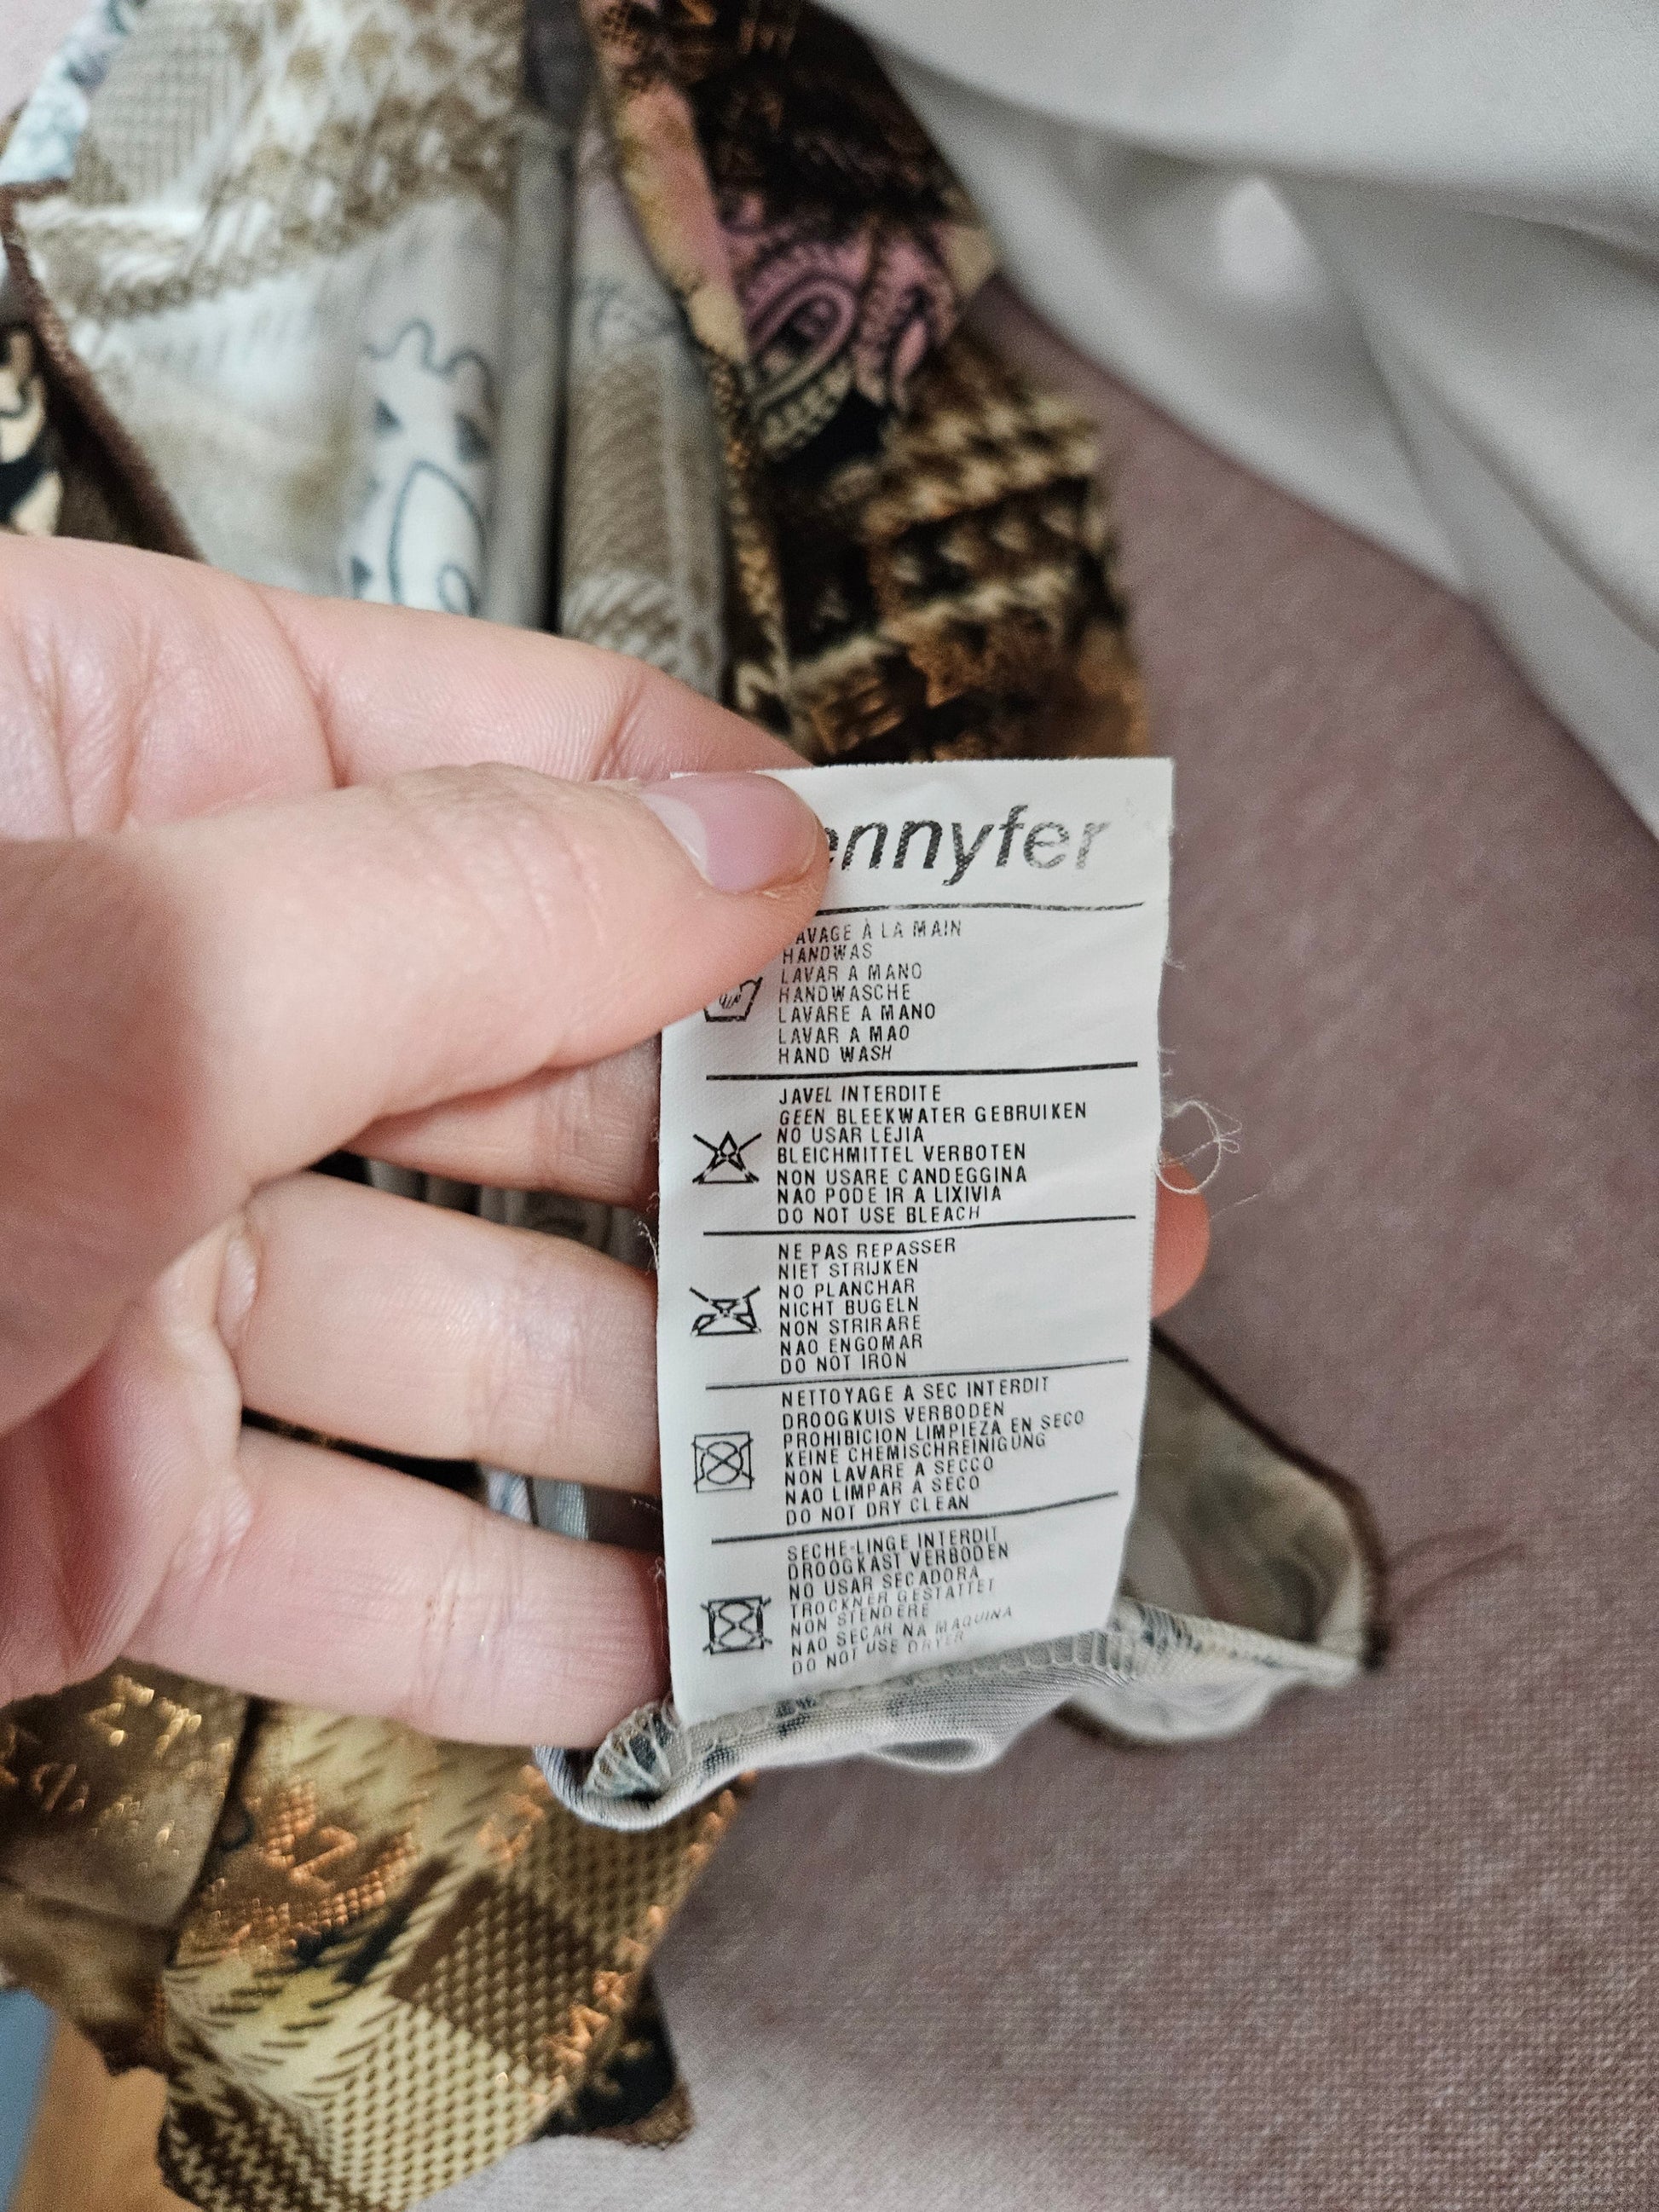 ennyfer
AVAGE À LA MAIN
HANDWAS
LAVAR A MANO
HANDWASCHE
LAVARE A MANO
LAVAR A MAO
HAND WASH
JAVEL INTERDITE
GEEN BLEEKWATER GEBRUIKEN
NO USAR LEJIA
BLEICHMITTEL VERBOTEN
NON USARE CANDEGGINA
NAO PODE IR A LIXIVIA
DO NOT USE BLEACH
NE PAS REPASSER
NIET STRIJKEN
NO PLANCHAR
NICHT BUGELN
NON STRIRARE
NAO ENGOMAR
DO NOT IRON
NETTOYAGE A SEC INTERDIT
DROOGKUIS VERBODEN
PROHIBICION LIMPIEZA EN SECO
KEINE CHEMISCHREINIGUNG
NON LAVARE A SECCO
NAO LIMPAR A SECO
DO NOT DRY CLEAN
SECHE-LINGE INTERDIT
DROOGKAST VERBODEN
NO USAR SECADORA
TROCKNER GESTATTET
NON STENDERE
NAO SECAR NA MAQUINA
DO NOT USE DRYER